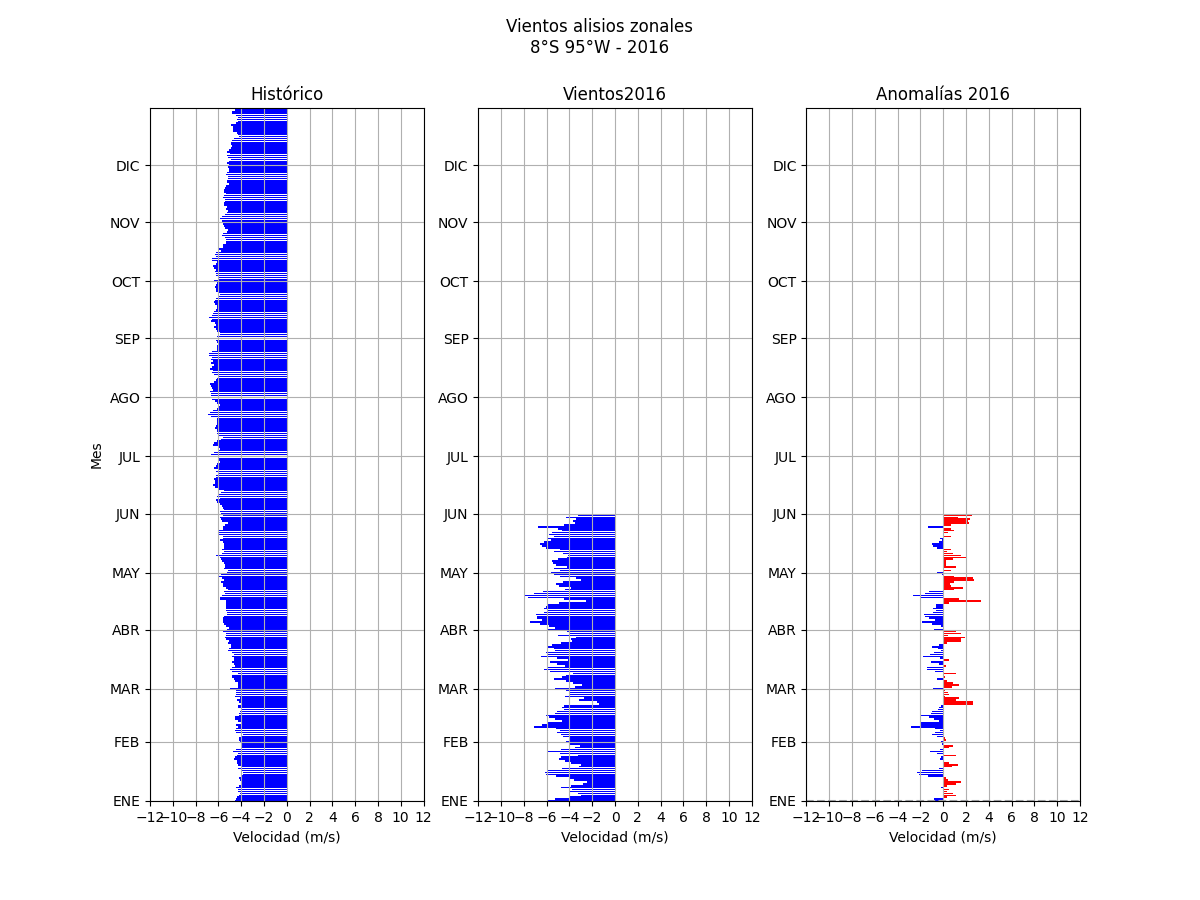 Vientos alisios zonales
8°S 95°W - 2016
Histórico
Vientos2016
Anomalías 2016
Mes
DIC
NOV
OCT
SEP
AGO
JUL
JUN
MAY
ABR
MAR
FEB
ENE
−12 −10 −8 −6 −4 −2 0 2 4 6 8 10 12
Velocidad (m/s)
DIC
NOV
OCT
SEP
AGO
JUL
JUN
MAY
ABR
MAR
FEB
ENE
−12 −10 −8 −6 −4 −2 0 2 4 6 8 10 12
Velocidad (m/s)
DIC
NOV
OCT
SEP
AGO
JUL
JUN
MAY
ABR
MAR
FEB
ENE
−12 −10 −8 −6 −4 −2 0 2 4 6 8 10 12
Velocidad (m/s)